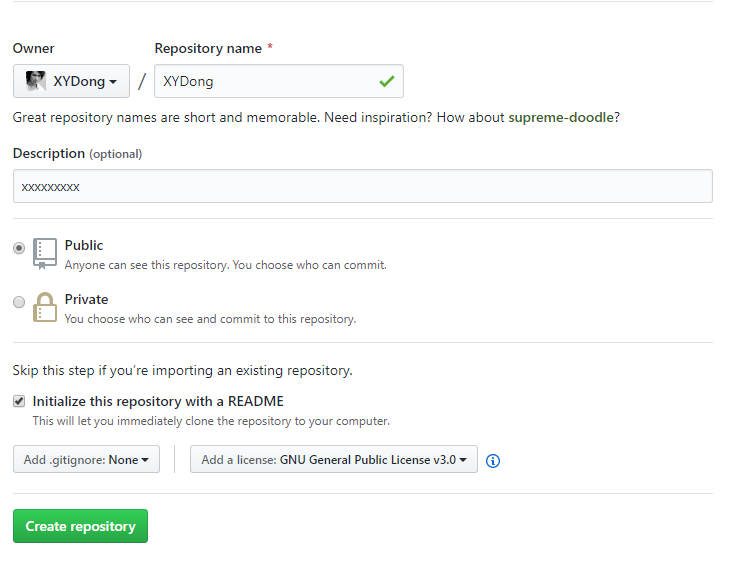 Owner Repository name *
XYDong / XYDong
Great repository names are short and memorable. Need inspiration? How about supreme-doodle?
Description (optional)
xxxxxxxxx
Public
Anyone can see this repository. You choose who can commit.
Private
You choose who can see and commit to this repository.
Skip this step if you’re importing an existing repository.
Initialize this repository with a README
This will let you immediately clone the repository to your computer.
Add .gitignore: None Add a license: GNU General Public License v3.0
Create repository